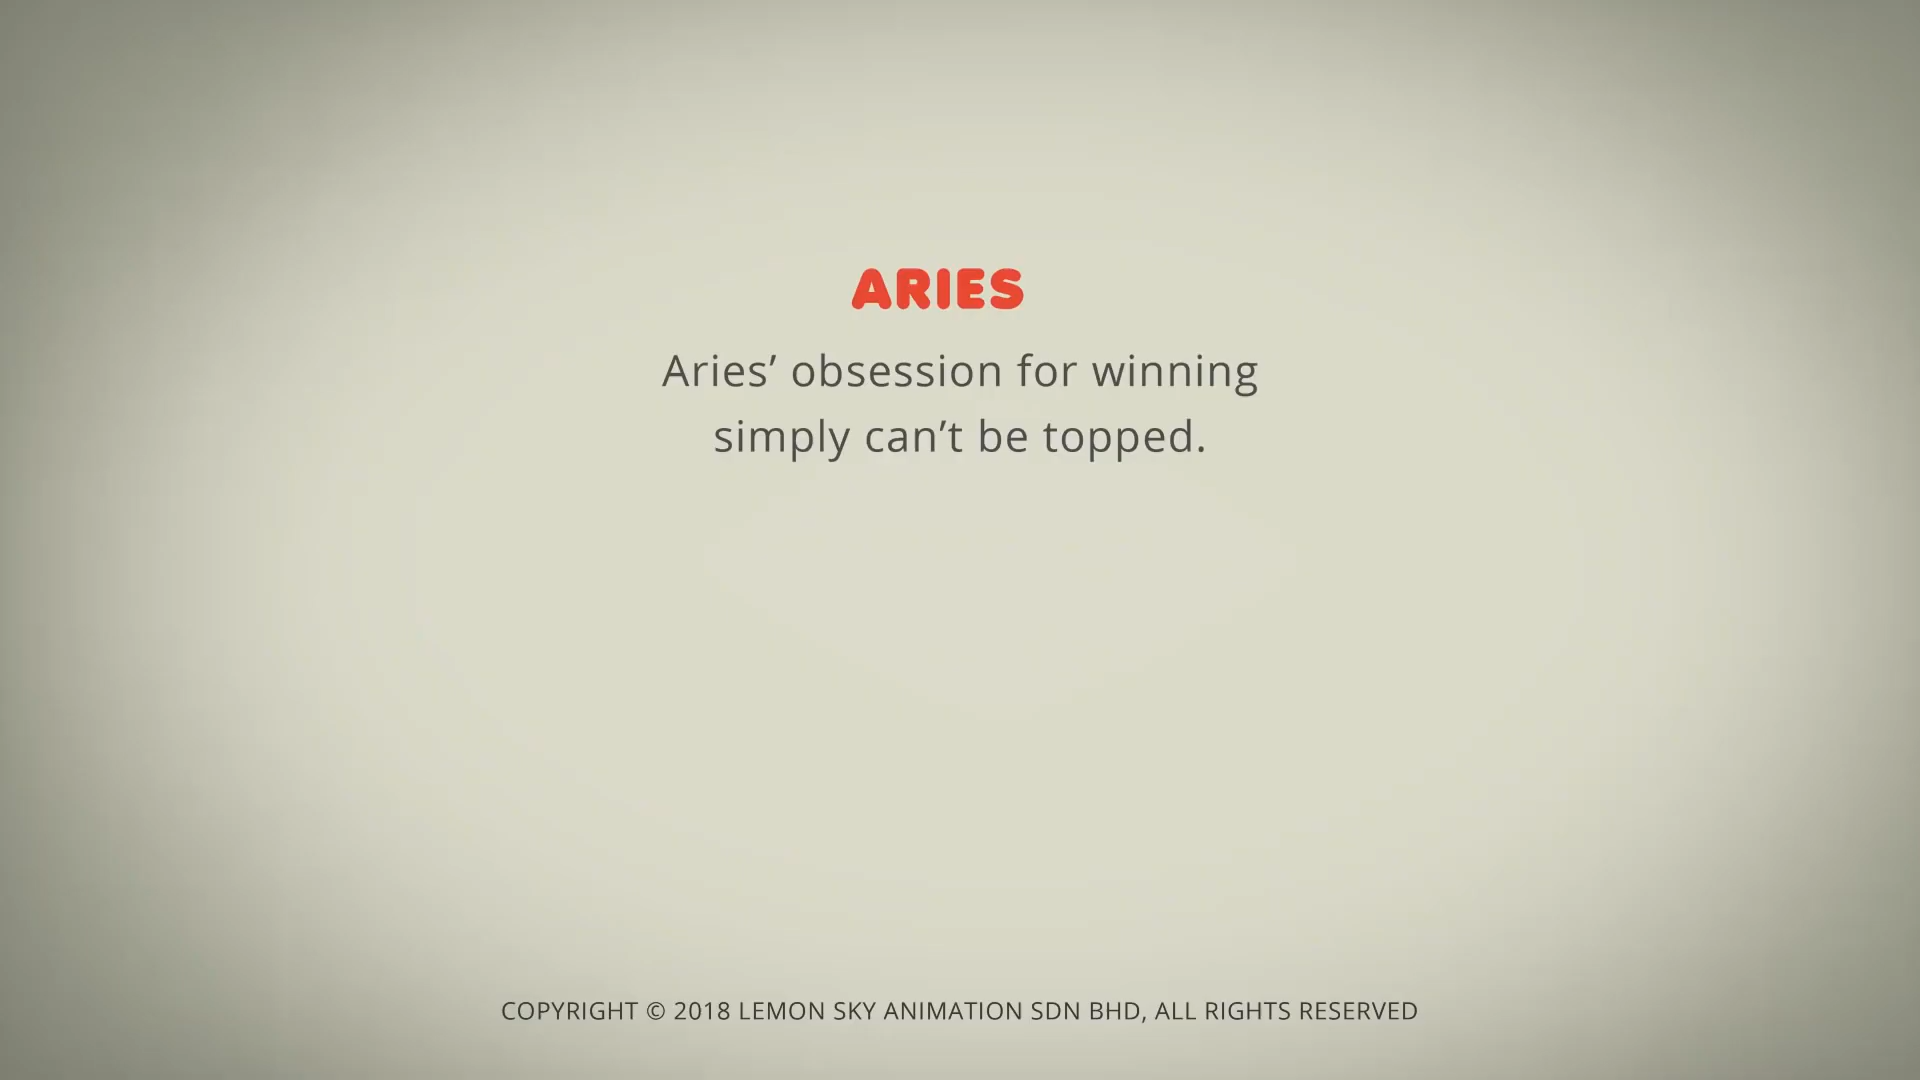 ARIES
Aries’ obsession for winning
simply can’t be topped.
COPYRIGHT © 2018 LEMON SKY ANIMATION SDN BHD, ALL RIGHTS RESERVED